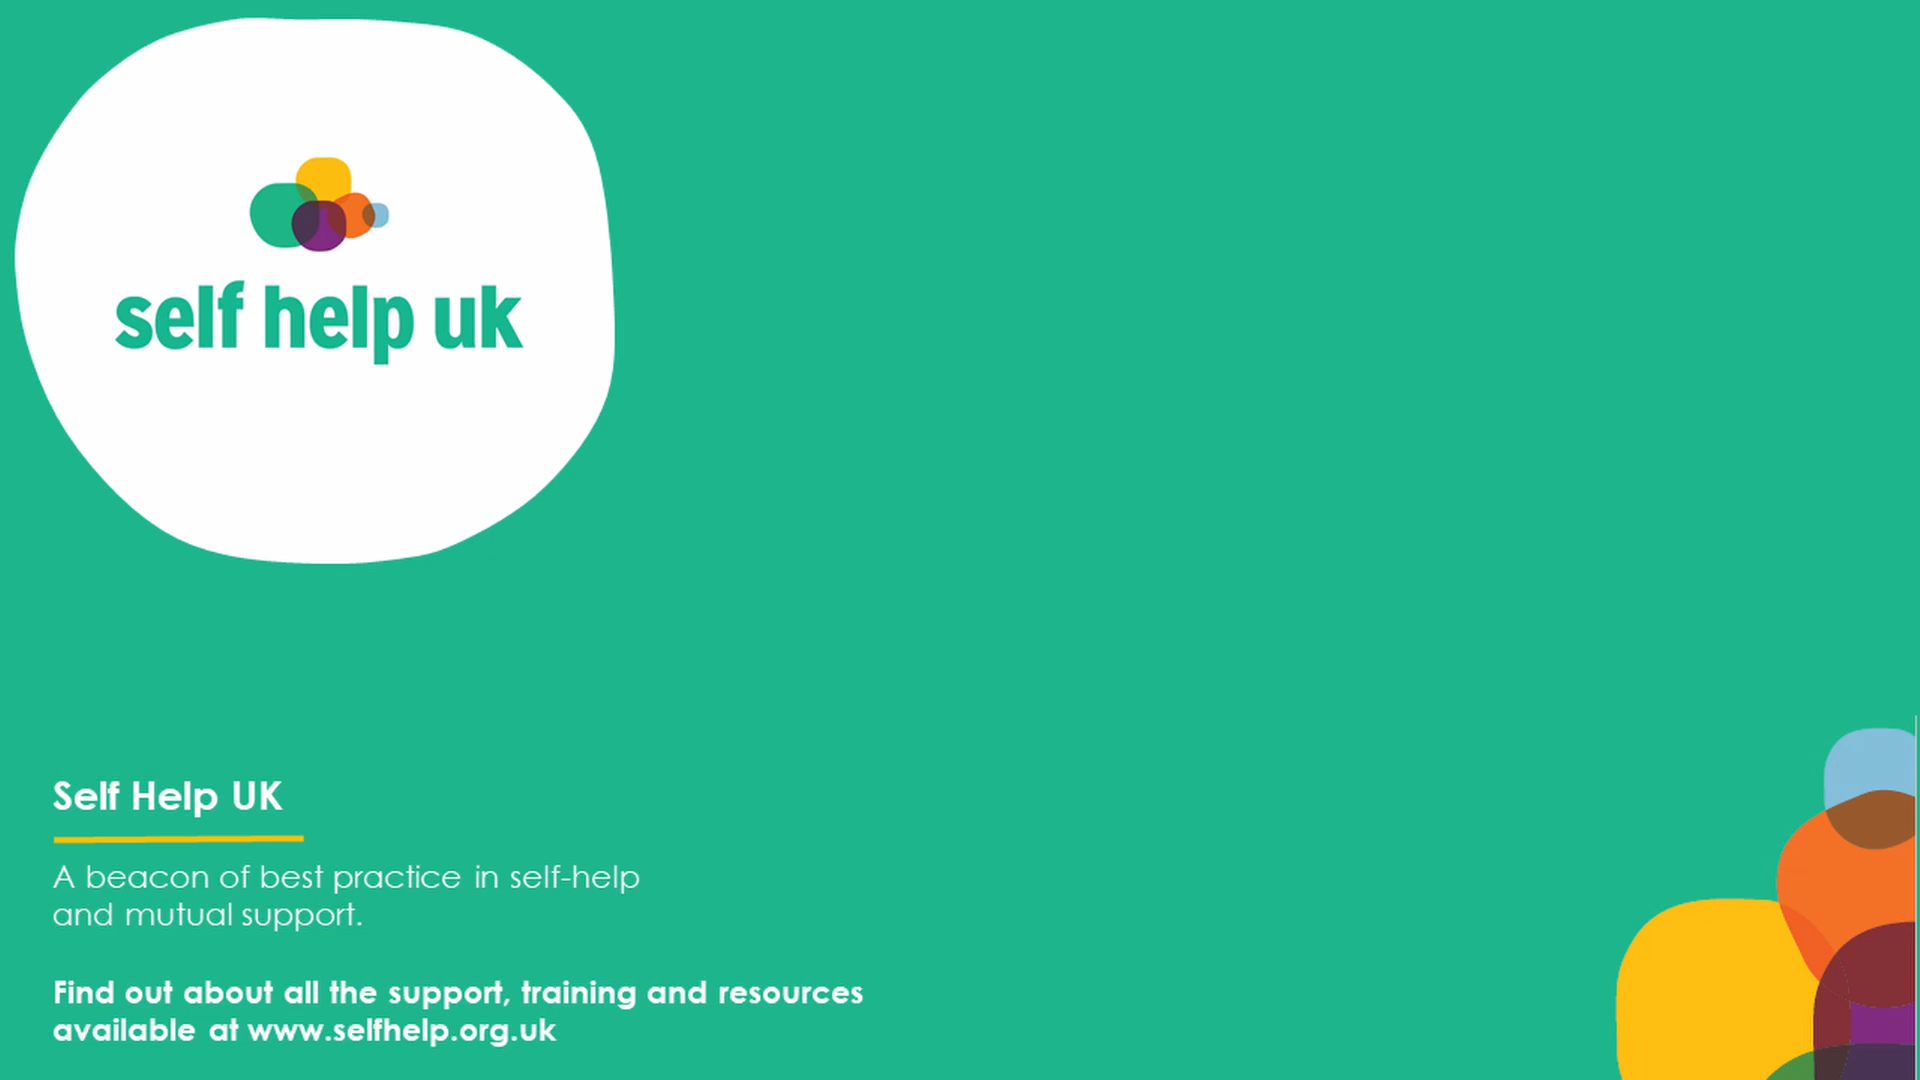 self help uk
Self Help UK
A beacon of best practice in self-help
and mutual support.
Find out about all the support, training and resources
available at www.selfhelp.org.uk